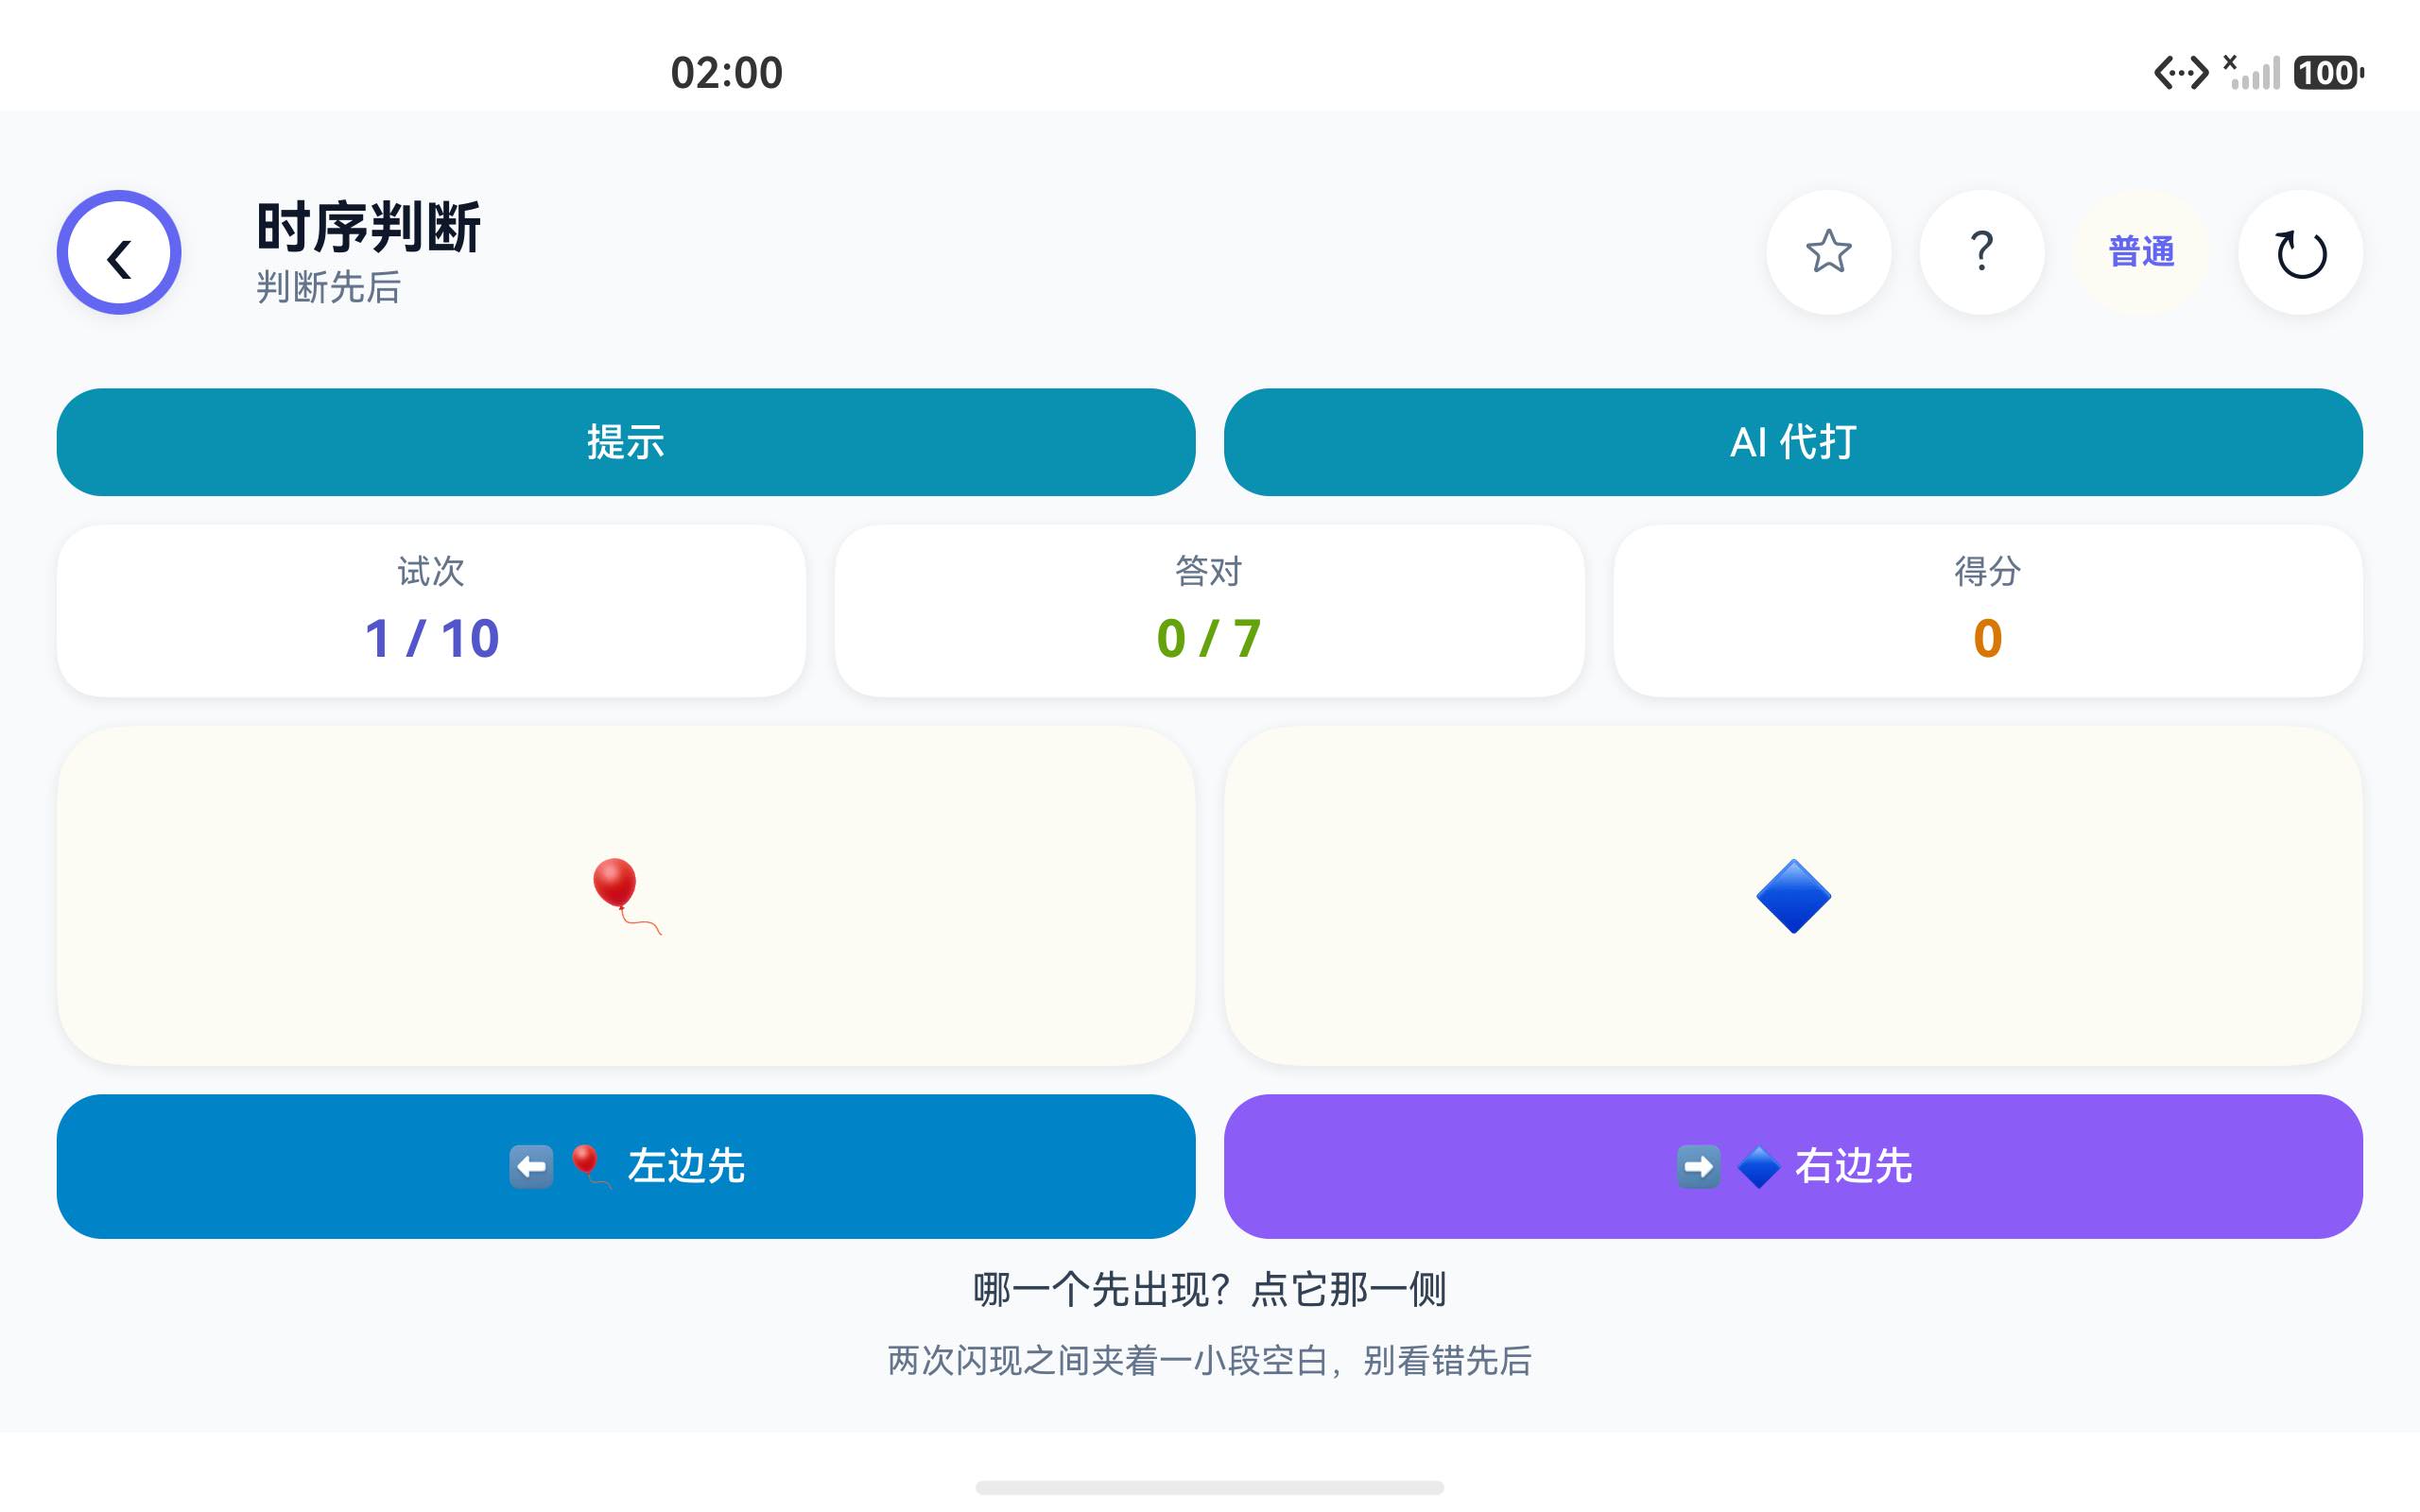 02:00
100
时序判断
判断先后
?
普通
提示
AI 代打
试次
1 / 10
答对
0 / 7
得分
0
左边先
右边先
哪一个先出现？点它那一侧
两次闪现之间夹着一小段空白，别看错先后